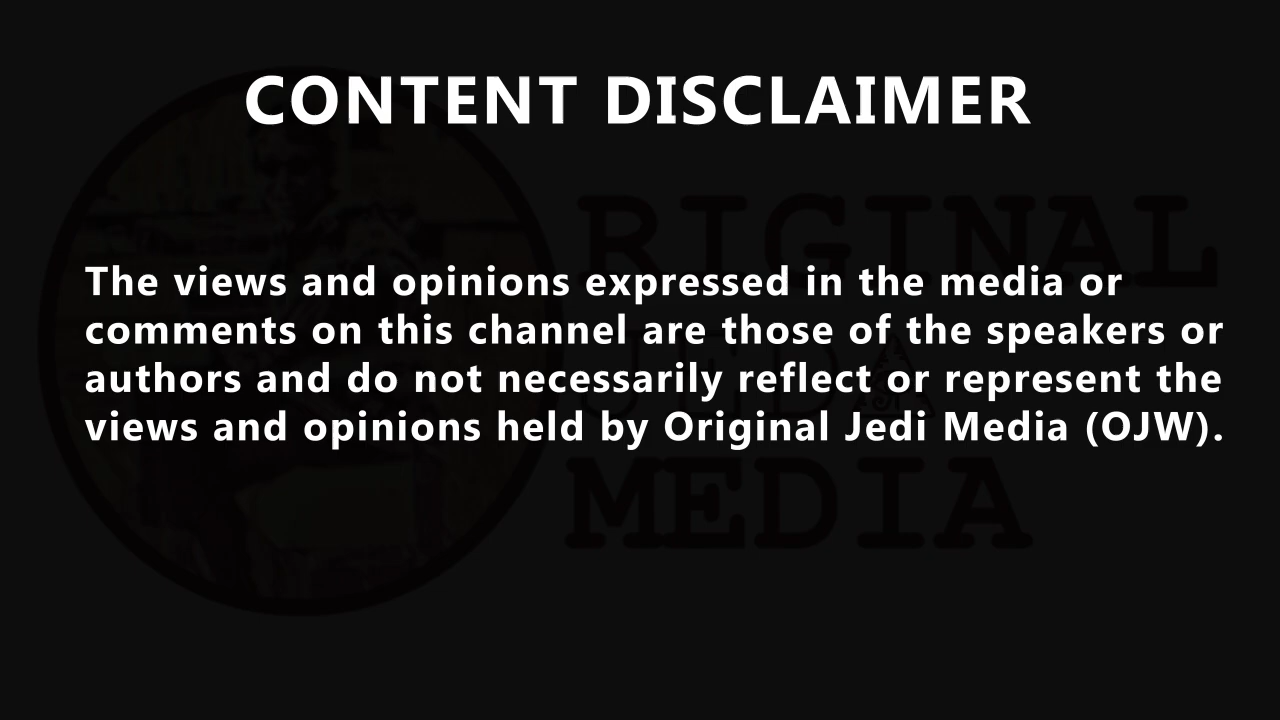 CONTENT DISCLAIMER
RIGINAL
The views and opinions expressed in the media or
comments on this channel are those of the speakers or
authors and do not necessarily reflect or represent the
views and opinions held by Original Jedi Media (OJW).
MEDIA